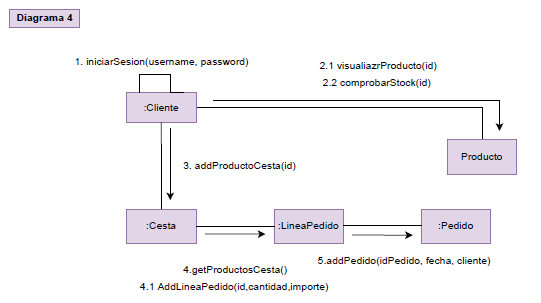 Diagrama 4
1. iniciarSesion(username, password)
2.1 visualiazrProducto(id)
2.2 comprobarStock(id)
:Cliente
Producto
3. addProductoCesta(id)
:Cesta
:LineaPedido
:Pedido
4.getProductosCesta()
5.addPedido(idPedido, fecha, cliente)
4.1 AddLineaPedido(id,cantidad,importe)